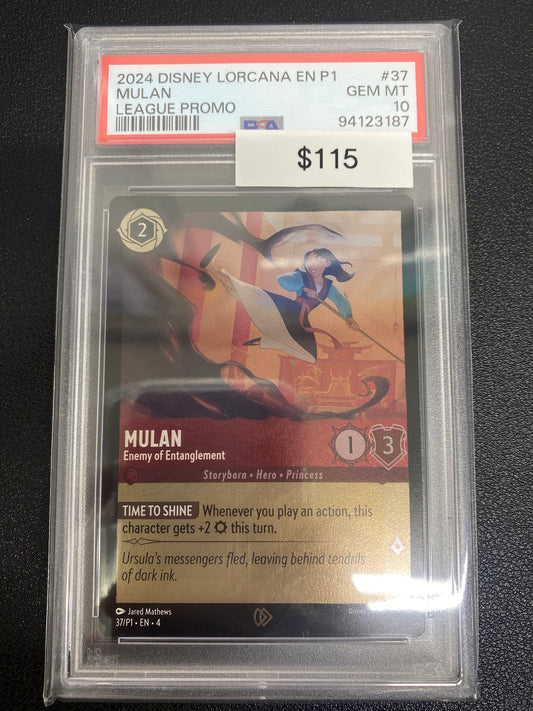 2024 DISNEY LORCANA EN P1 #37
MULAN GEM MT
LEAGUE PROMO 10
94123187
$115
2
MULAN
Enemy of Entanglement
1 3
Storyborn • Hero • Princess
TIME TO SHINE Whenever you play an action, this
character gets +2 this turn.
Ursula's messengers fled, leaving behind tendrils
of dark ink.
Jared Mathews
37/P1 • EN • 4
Disney